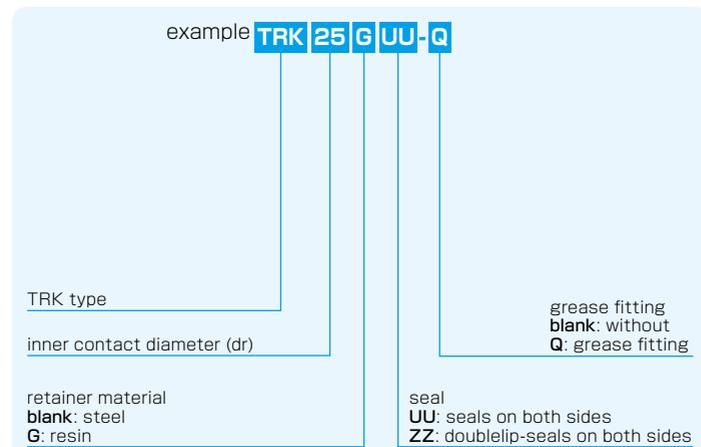 example TRK 25 G UU-Q
TRK type
inner contact diameter (dr)
retainer material
blank: steel
G: resin
grease fitting
blank: without
Q: grease fitting
seal
UU: seals on both sides
ZZ: doublelip-seals on both sides